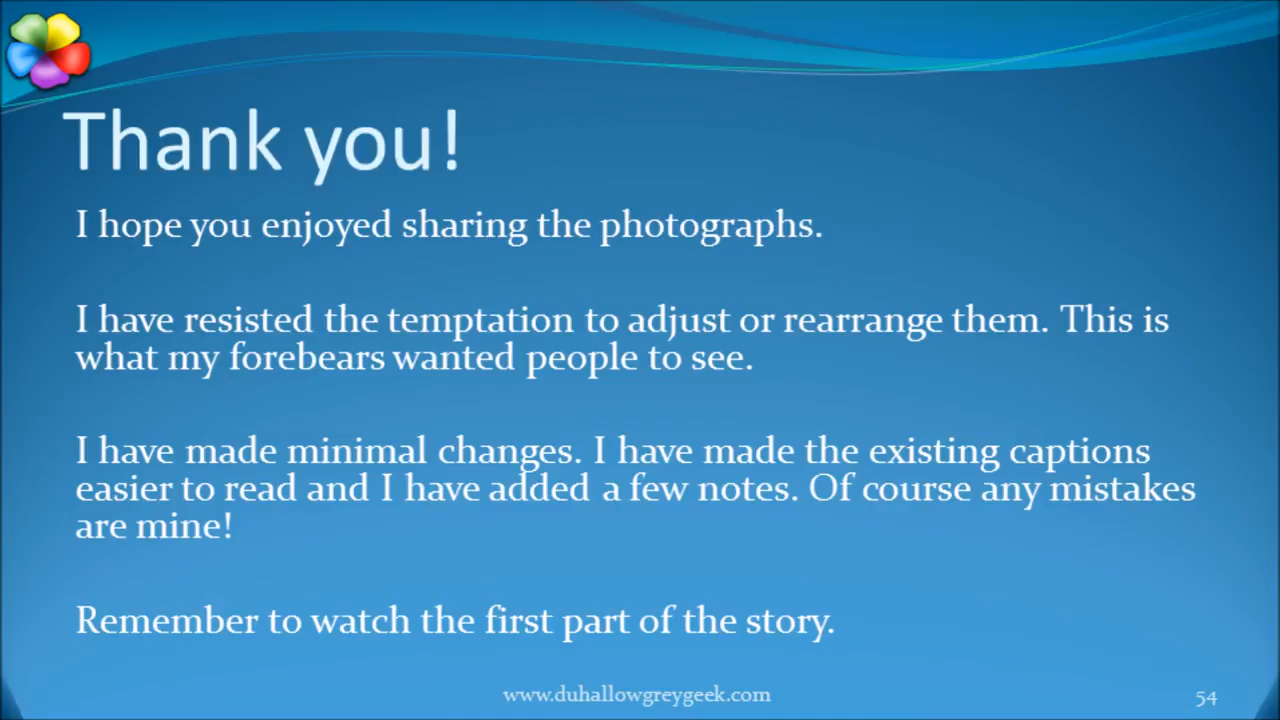 Thank you!
I hope you enjoyed sharing the photographs.
I have resisted the temptation to adjust or rearrange them. This is
what my forebears wanted people to see.
I have made minimal changes. I have made the existing captions
easier to read and I have added a few notes. Of course any mistakes
are mine!
Remember to watch the first part of the story.
www.duhallowgreygeek.com
54